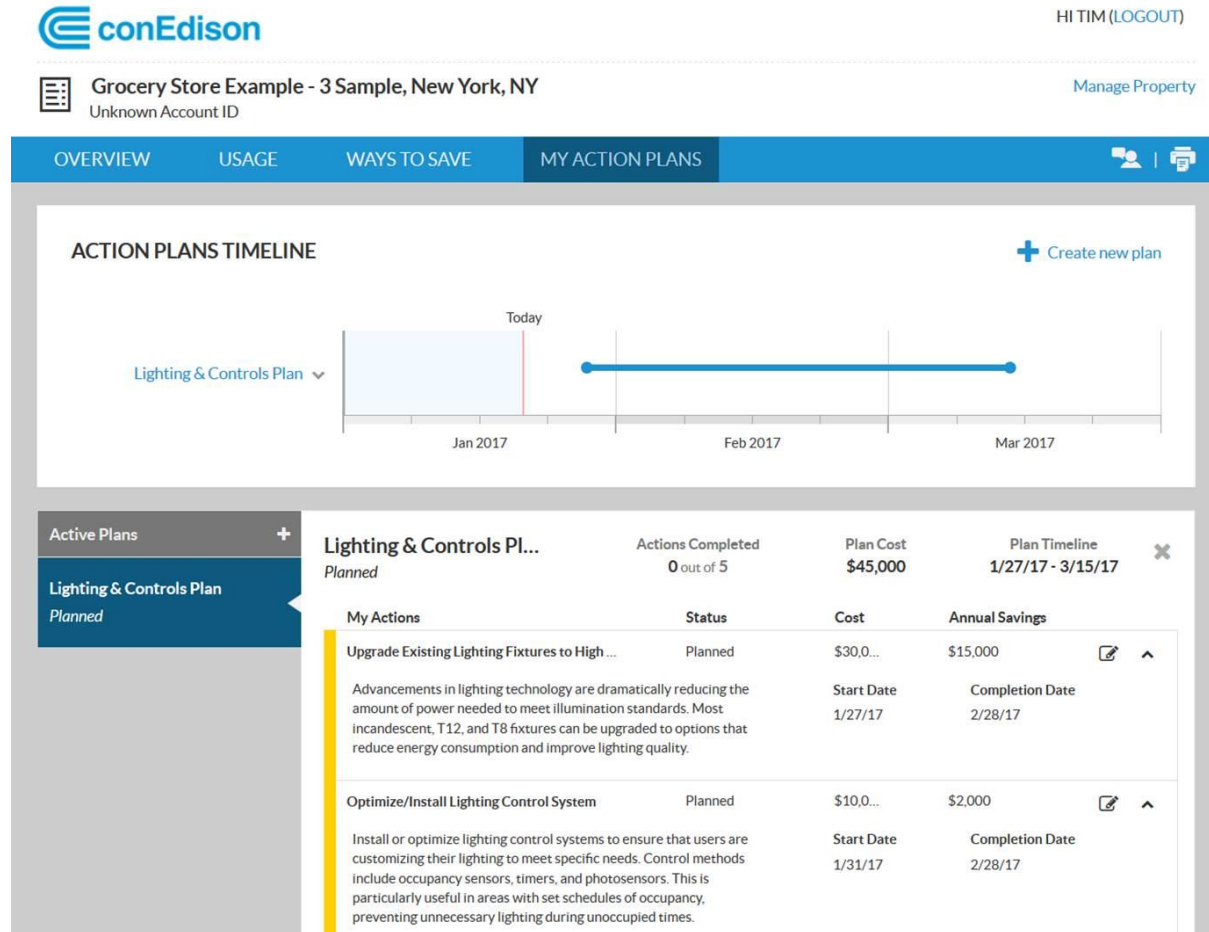 conEdison
HI TIM (LOGOUT)
Grocery Store Example - 3 Sample, New York, NY
Unknown Account ID
Manage Property
OVERVIEW USAGE WAYS TO SAVE MY ACTION PLANS
ACTION PLANS TIMELINE
Create new plan
Today
Lighting & Controls Plan
Jan 2017 Feb 2017 Mar 2017
Active Plans +
Lighting & Controls Plan
Planned
Lighting & Controls Pl...
Planned
Actions Completed
0 out of 5
Plan Cost
$45,000
Plan Timeline
1/27/17 - 3/15/17
My Actions Status Cost Annual Savings
Upgrade Existing Lighting Fixtures to High ... Planned $30,0... $15,000
Advancements in lighting technology are dramatically reducing the
amount of power needed to meet illumination standards. Most
incandescent, T12, and T8 fixtures can be upgraded to options that
reduce energy consumption and improve lighting quality.
Start Date Completion Date
1/27/17 2/28/17
Optimize/Install Lighting Control System Planned $10,0... $2,000
Install or optimize lighting control systems to ensure that users are
customizing their lighting to meet specific needs. Control methods
include occupancy sensors, timers, and photosensors. This is
particularly useful in areas with set schedules of occupancy,
preventing unnecessary lighting during unoccupied times.
Start Date Completion Date
1/31/17 2/28/17